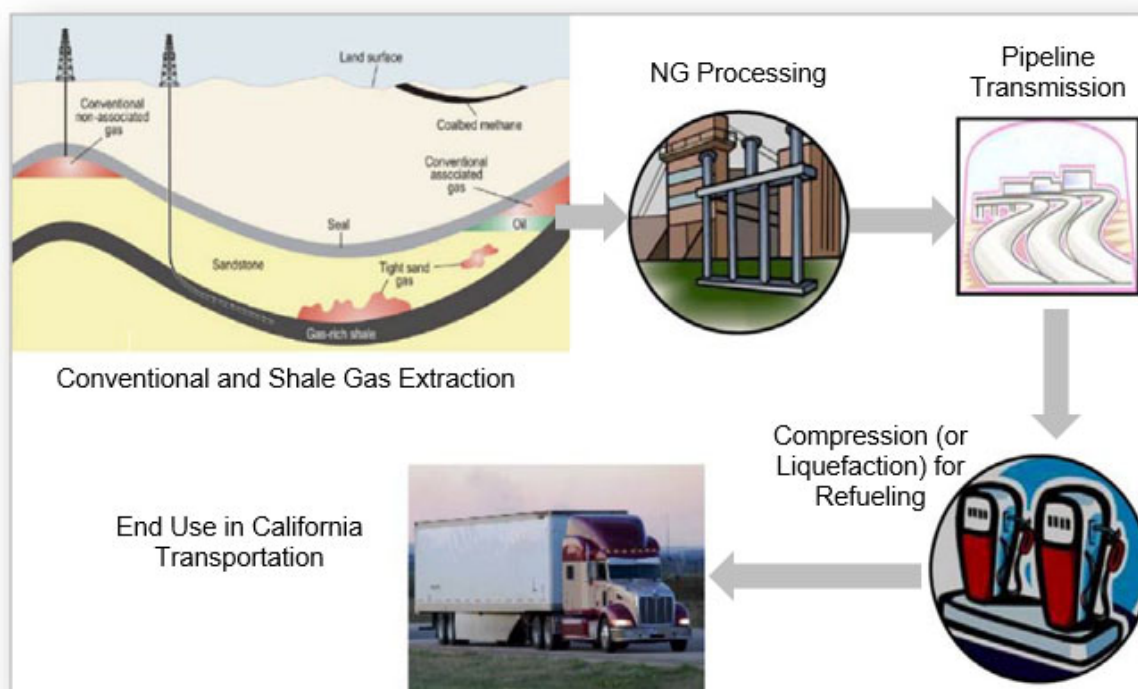 Land surface
Conventional
non-associated
gas
Coalbed methane
Conventional
associated
gas
Seal
Oil
Sandstone
Tight sand
gas
Gas-rich shale
Conventional and Shale Gas Extraction
NG Processing
Pipeline
Transmission
Compression (or
Liquefaction) for
Refueling
End Use in California
Transportation